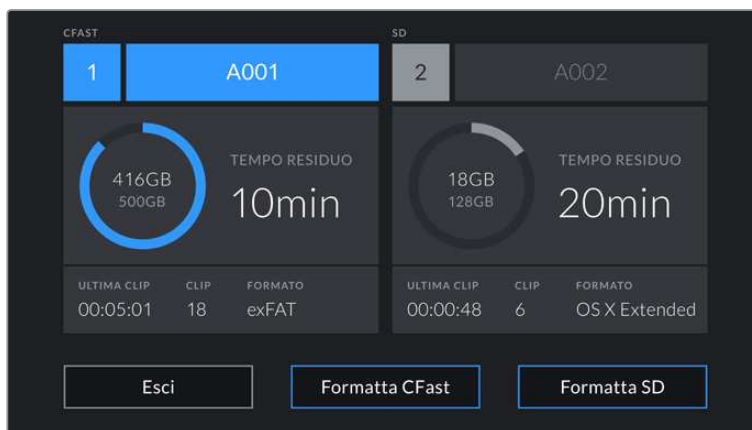 CFAST
1 A001
416GB
500GB
TEMPO RESIDUO
10min
ULTIMA CLIP CLIP FORMATO
00:05:01 18 exFAT
SD
2 A002
18GB
128GB
TEMPO RESIDUO
20min
ULTIMA CLIP CLIP FORMATO
00:00:48 6 OS X Extended
Esci Formatta CFast Formatta SD